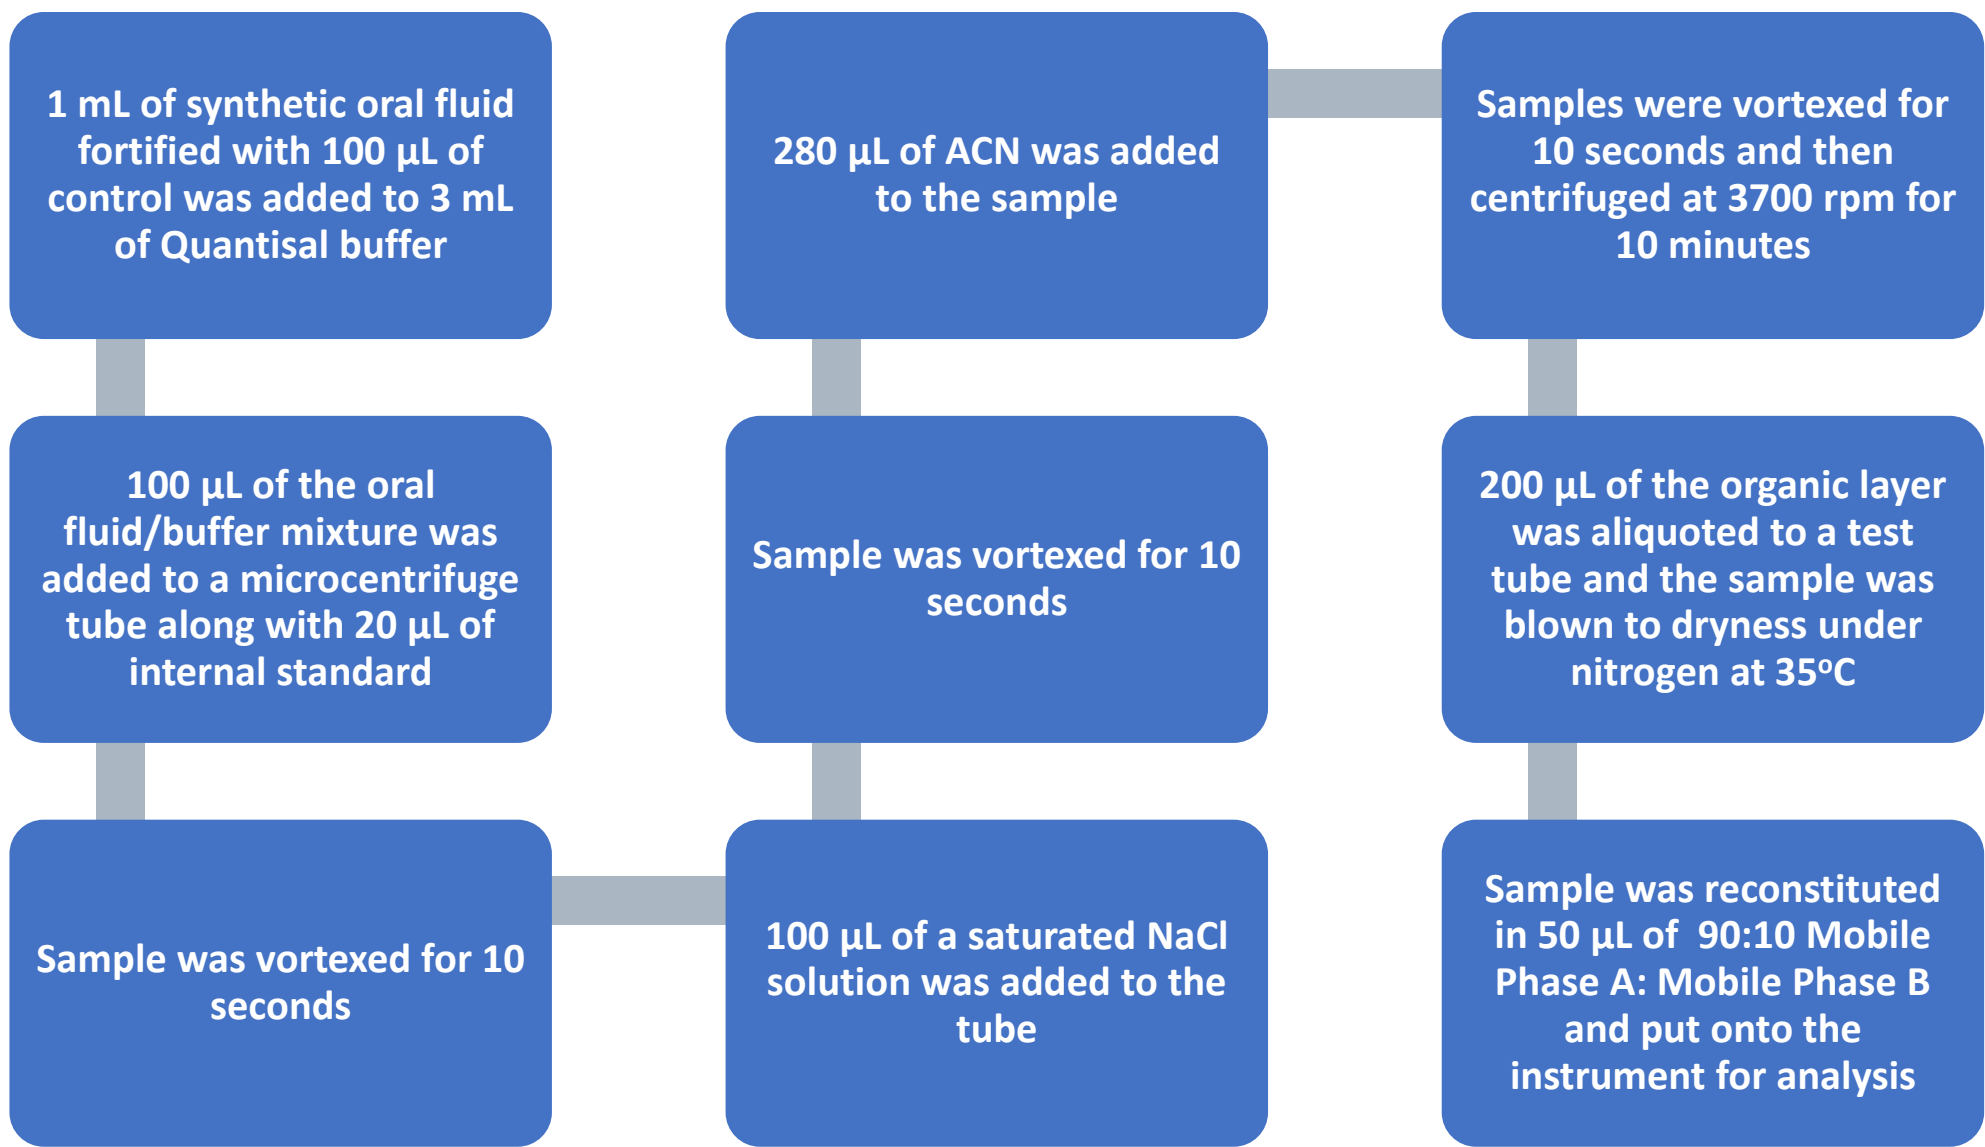 1 mL of synthetic oral fluid
fortified with 100 µL of
control was added to 3 mL
of Quantisal buffer
100 µL of the oral
fluid/buffer mixture was
added to a microcentrifuge
tube along with 20 µL of
internal standard
Sample was vortexed for 10
seconds
100 µL of a saturated NaCl
solution was added to the
tube
Sample was vortexed for 10
seconds
280 µL of ACN was added
to the sample
Samples were vortexed for
10 seconds and then
centrifuged at 3700 rpm for
10 minutes
200 µL of the organic layer
was aliquoted to a test
tube and the sample was
blown to dryness under
nitrogen at 35ºC
Sample was reconstituted
in 50 µL of  90:10 Mobile
Phase A: Mobile Phase B
and put onto the
instrument for analysis